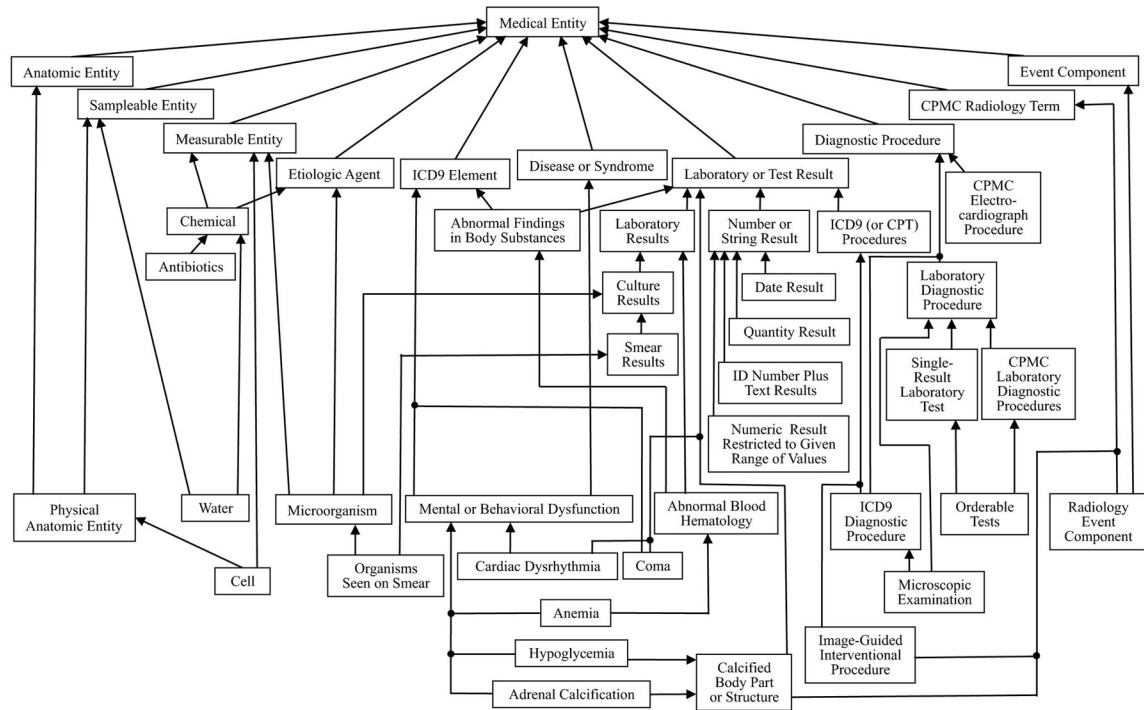 Medical Entity
Anatomic Entity
Event Component
Sampleable Entity
CPMC Radiology Term
Measurable Entity
Diagnostic Procedure
Etiologic Agent
ICD9 Element
Disease or Syndrome
Laboratory or Test Result
CPMC
Electro-
cardiograph
Procedure
Chemical
Abnormal Findings
in Body Substances
Laboratory
Results
Number or
String Result
ICD9 (or CPT)
Procedures
Antibiotics
Culture
Results
Date Result
Laboratory
Diagnostic
Procedure
Quantity Result
Smear
Results
ID Number Plus
Text Results
Single-
Result
Laboratory
Test
CPMC
Laboratory
Diagnostic
Procedures
Numeric Result
Restricted to Given
Range of Values
Physical
Anatomic Entity
Water
Microorganism
Mental or Behavioral Dysfunction
Abnormal Blood
Hematology
ICD9
Diagnostic
Procedure
Orderable
Tests
Radiology
Event
Component
Cell
Organisms
Seen on Smear
Cardiac Dysrhythmia
Coma
Microscopic
Examination
Anemia
Hypoglycemia
Calcified
Body Part
or Structure
Image-Guided
Interventional
Procedure
Adrenal Calcification